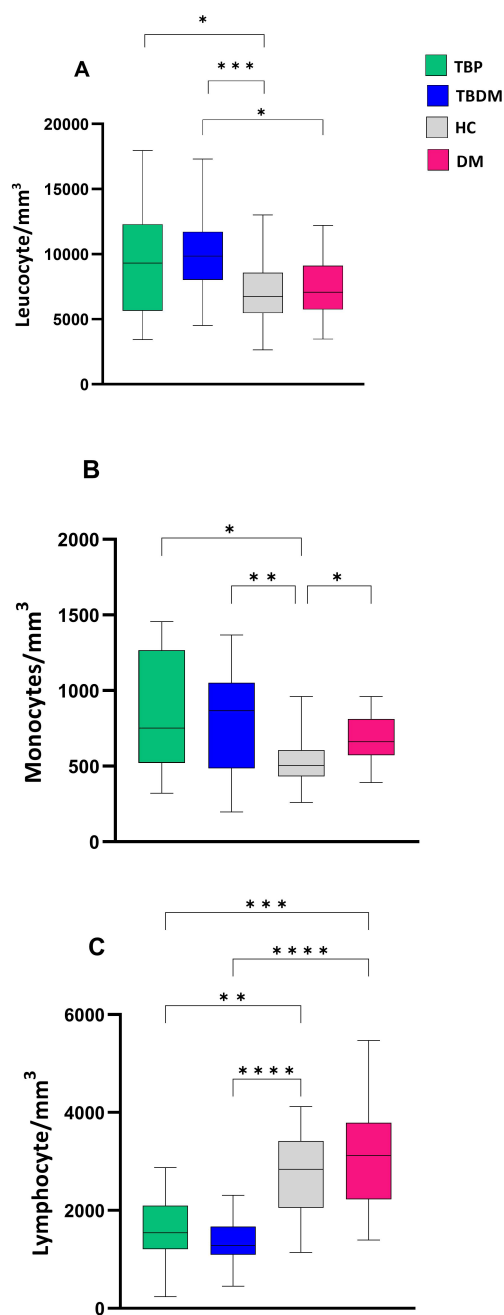 *
A
* * *
*
TBP
TBDM
HC
DM
20000
15000
10000
5000
0
Leucocyte/mm³
B
2000
1500
1000
500
0
Monocytes/mm³
*
* *
*
* * *
C
* * * *
* *
* * * *
6000
4000
2000
0
Lymphocyte/mm³